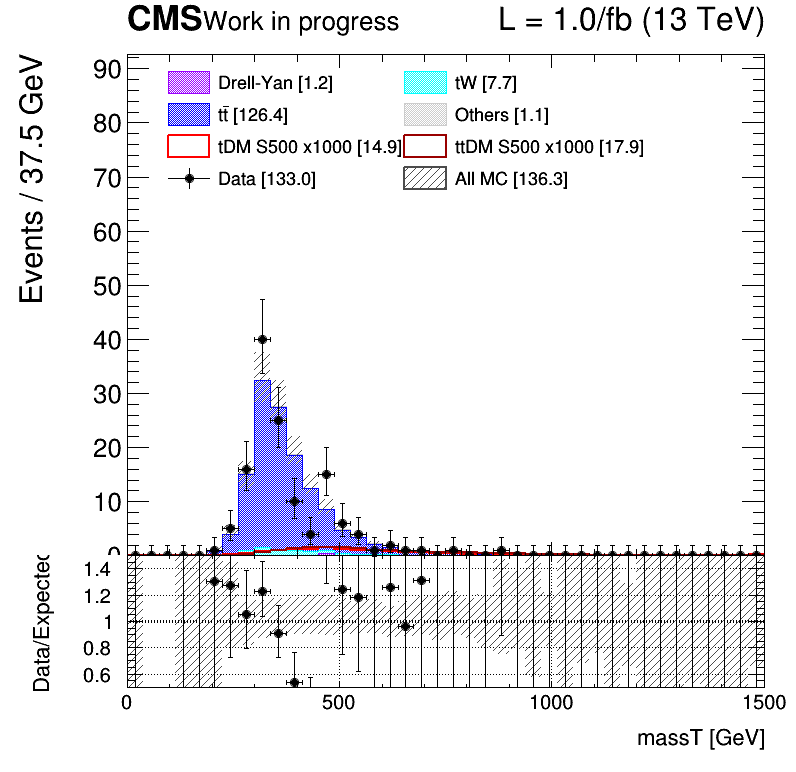 CMS Work in progress L = 1.0/fb (13 TeV)
Events / 37.5 GeV
90
80
70
60
50
40
30
20
10
0
Drell-Yan [1.2] tW [7.7]
tt̄ [126.4] Others [1.1]
tDM S500 x1000 [14.9] ttDM S500 x1000 [17.9]
Data [133.0] All MC [136.3]
Data/Expected
1.4
1.2
1
0.8
0.6
0 500 1000 1500
massT [GeV]